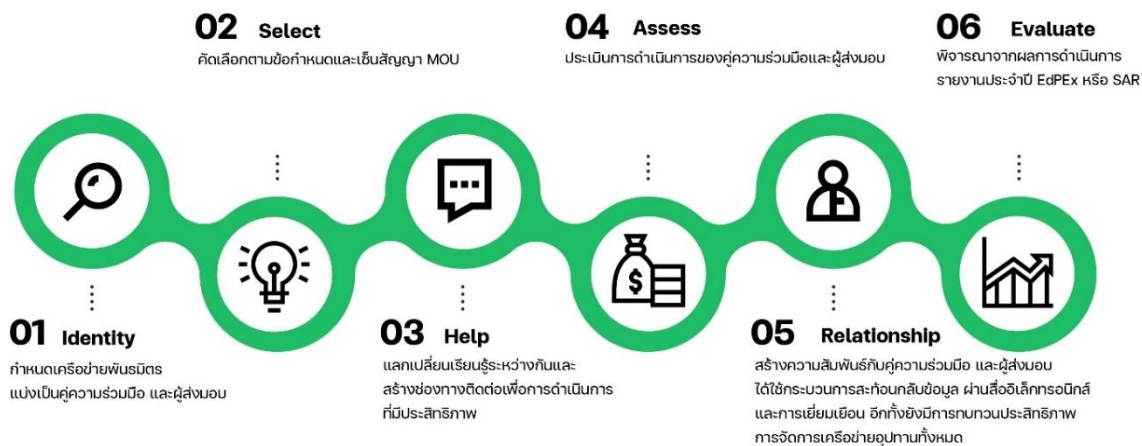 02 Select
คัดเลือกตามข้อกำหนดและเซ็นสัญญา MOU
04 Assess
ประเมินการดำเนินการของคู่ความร่วมมือและผู้ส่งมอบ
06 Evaluate
พิจารณาจากผลการดำเนินการ
รายงานประจำปี EdPEx หรือ SAR
$
01 Identity
กำหนดเครือข่ายพันธมิตร
แบ่งเป็นคู่ความร่วมมือ และผู้ส่งมอบ
03 Help
แลกเปลี่ยนเรียนรู้ระหว่างกันและ
สร้างช่องทางติดต่อเพื่อการดำเนินการ
ที่มีประสิทธิภาพ
05 Relationship
สร้างความสัมพันธ์กับคู่ความร่วมมือ และผู้ส่งมอบ
ได้ใช้กระบวนการสะท้อนกลับข้อมูล ผ่านสื่ออิเล็กทรอนิกส์
และการเยี่ยมเยือน อีกทั้งยังมีการทบทวนประสิทธิภาพ
การจัดการเครือข่ายอุปทานทั้งหมด